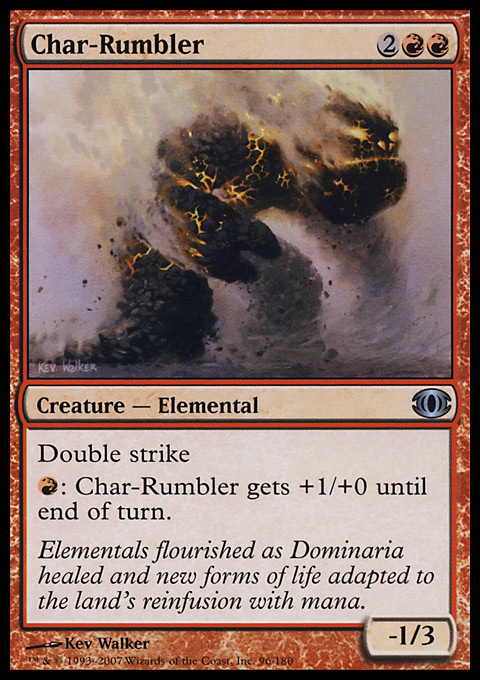 Char-Rumbler 2
KEV WALKER
Creature — Elemental
Double strike
: Char-Rumbler gets +1/+0 until
end of turn.
Elementals flourished as Dominaria
healed and new forms of life adapted to
the land's reinfusion with mana.
Kev Walker
-1/3
™ & © 1993–2007 Wizards of the Coast, Inc. 96/180